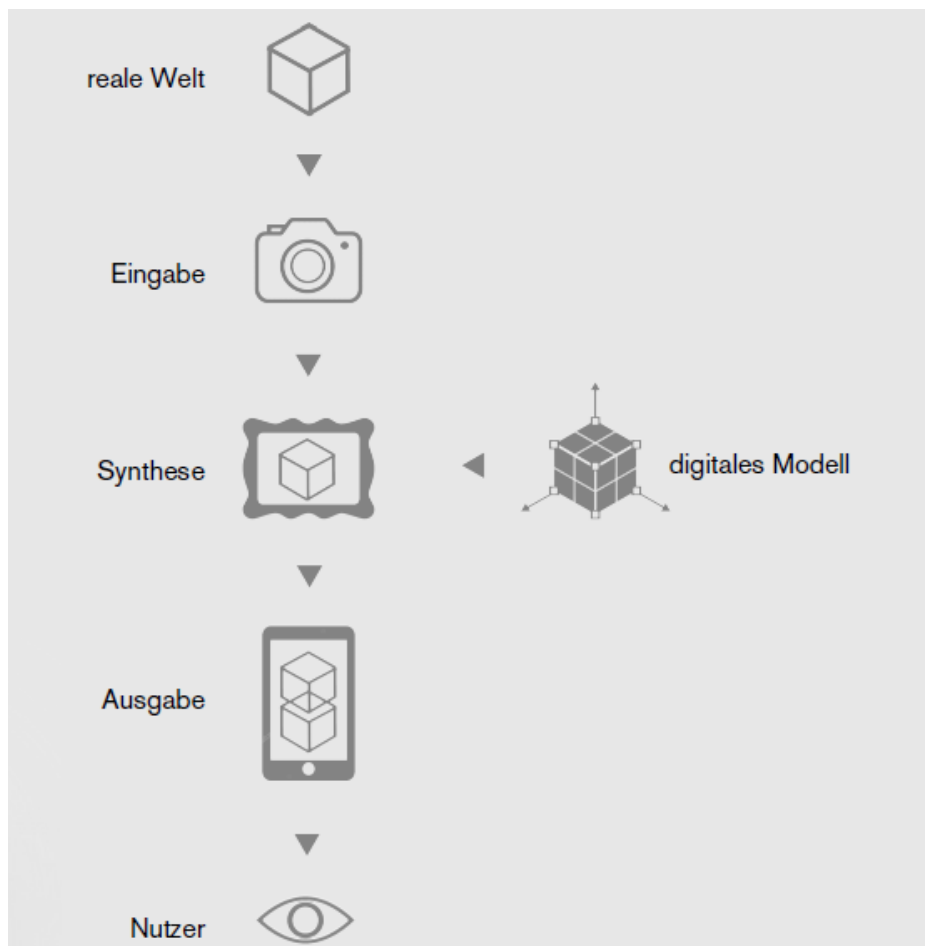 reale Welt
Eingabe
Synthese
digitales Modell
Ausgabe
Nutzer